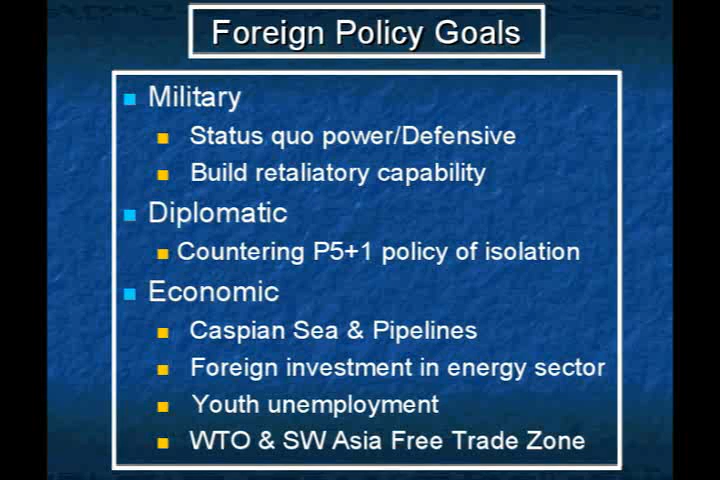 Foreign Policy Goals
Military
Status quo power/Defensive
Build retaliatory capability
Diplomatic
Countering P5+1 policy of isolation
Economic
Caspian Sea & Pipelines
Foreign investment in energy sector
Youth unemployment
WTO & SW Asia Free Trade Zone